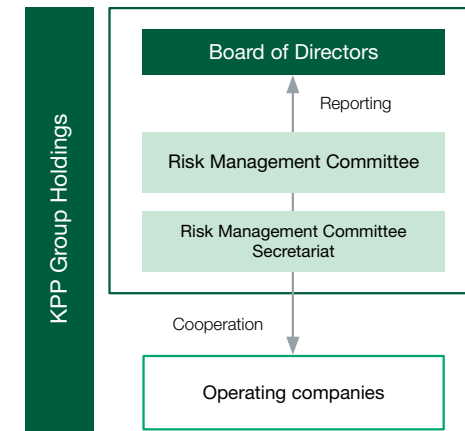 KPP Group Holdings
Board of Directors
Reporting
Risk Management Committee
Risk Management Committee
Secretariat
Cooperation
Operating companies